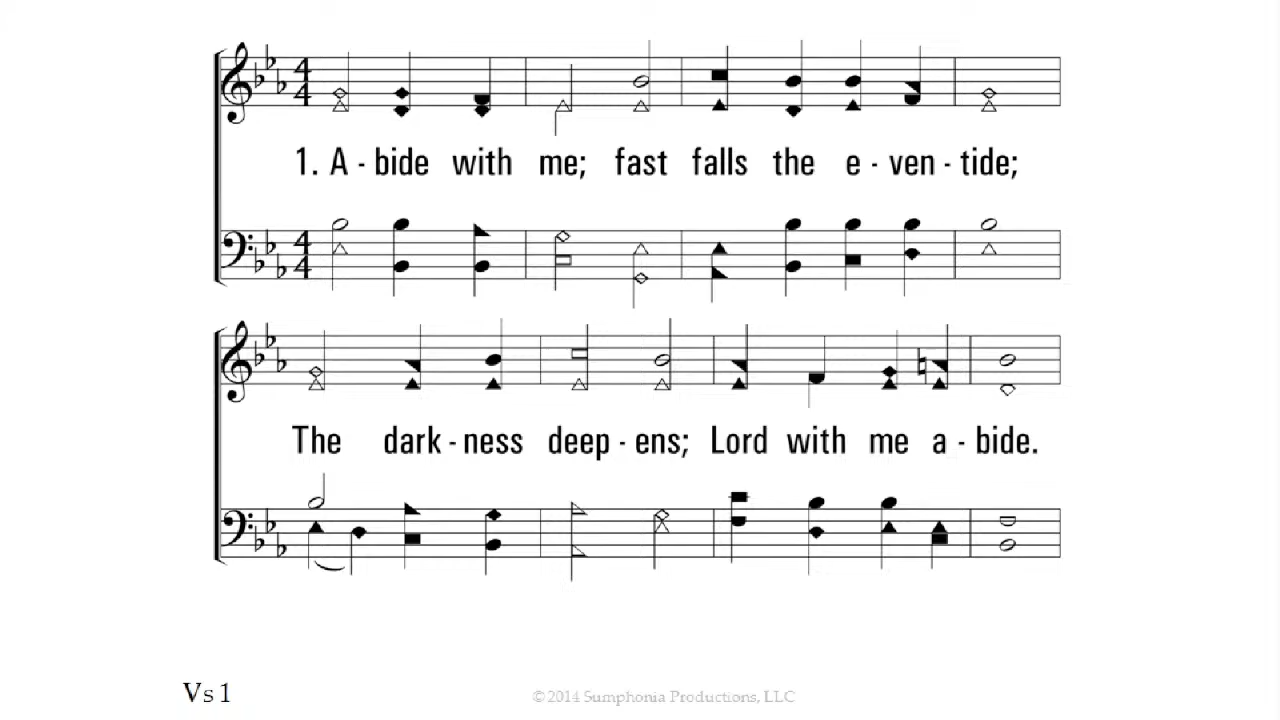 1. A - bide with me; fast falls the e - ven - tide;
The dark - ness deep - ens; Lord with me a - bide.
Vs 1
©2014 Sumphonia Productions, LLC